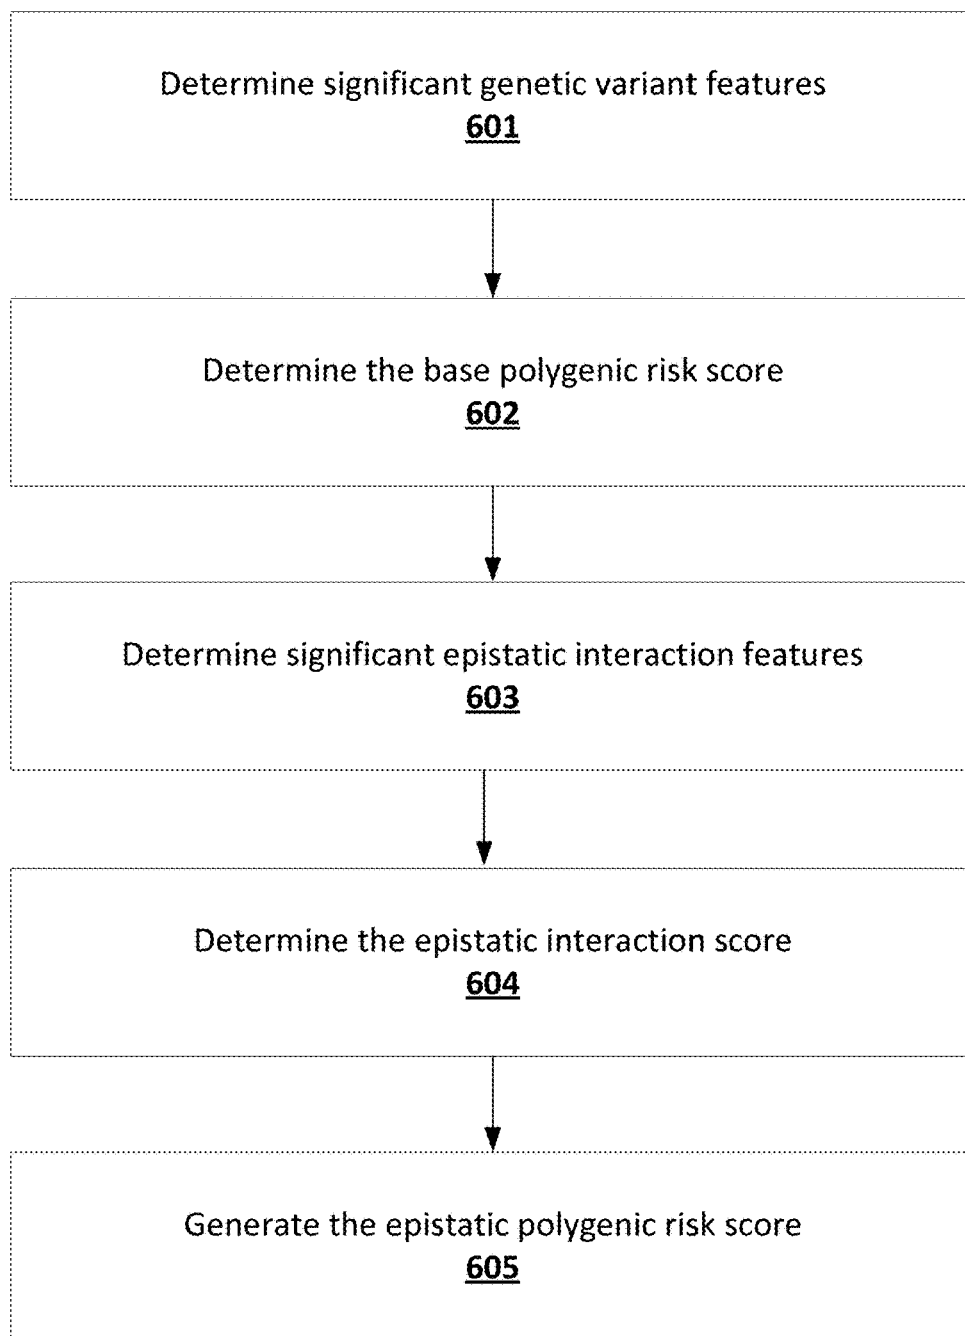 Determine significant genetic variant features
601
Determine the base polygenic risk score
602
Determine significant epistatic interaction features
603
Determine the epistatic interaction score
604
Generate the epistatic polygenic risk score
605